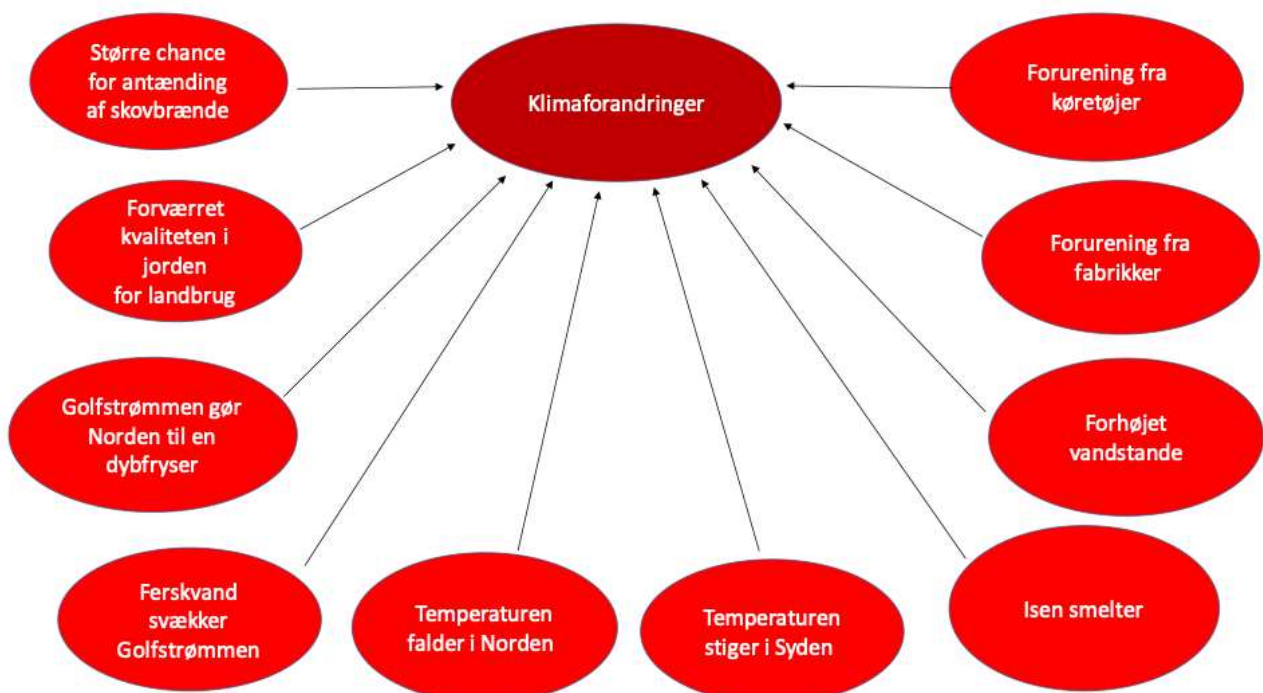 Større chance
for antænding
af skovbrænde
Klimaforandringer
Forurening fra
køretøjer
Forværret
kvaliteten i
jorden
for landbrug
Forurening fra
fabrikker
Golfstrømmen gør
Norden til en
dybfryser
Forhøjet
vandstande
Ferskvand
svækker
Golfstrømmen
Temperaturen
falder i Norden
Temperaturen
stiger i Syden
Isen smelter